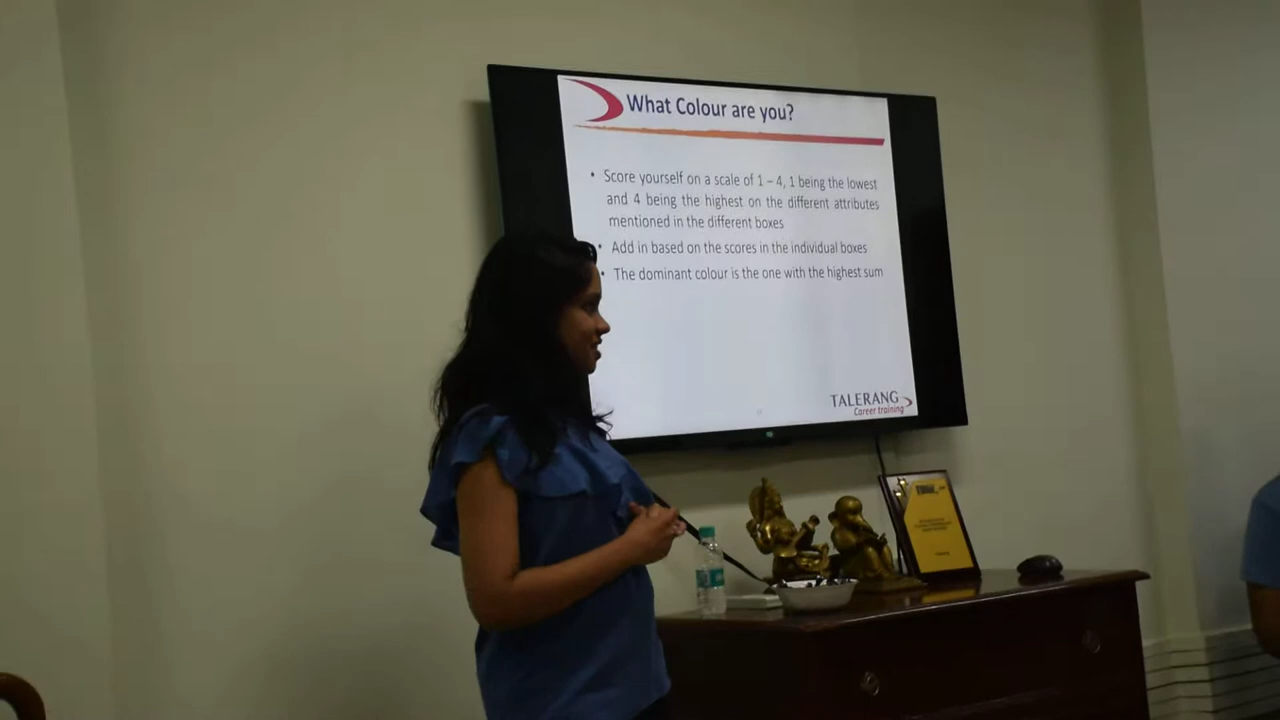 What Colour are you?
• Score yourself on a scale of 1 – 4, 1 being the lowest
and 4 being the highest on the different attributes
mentioned in the different boxes
• Add in based on the scores in the individual boxes
• The dominant colour is the one with the highest sum
TALERANG
Career training